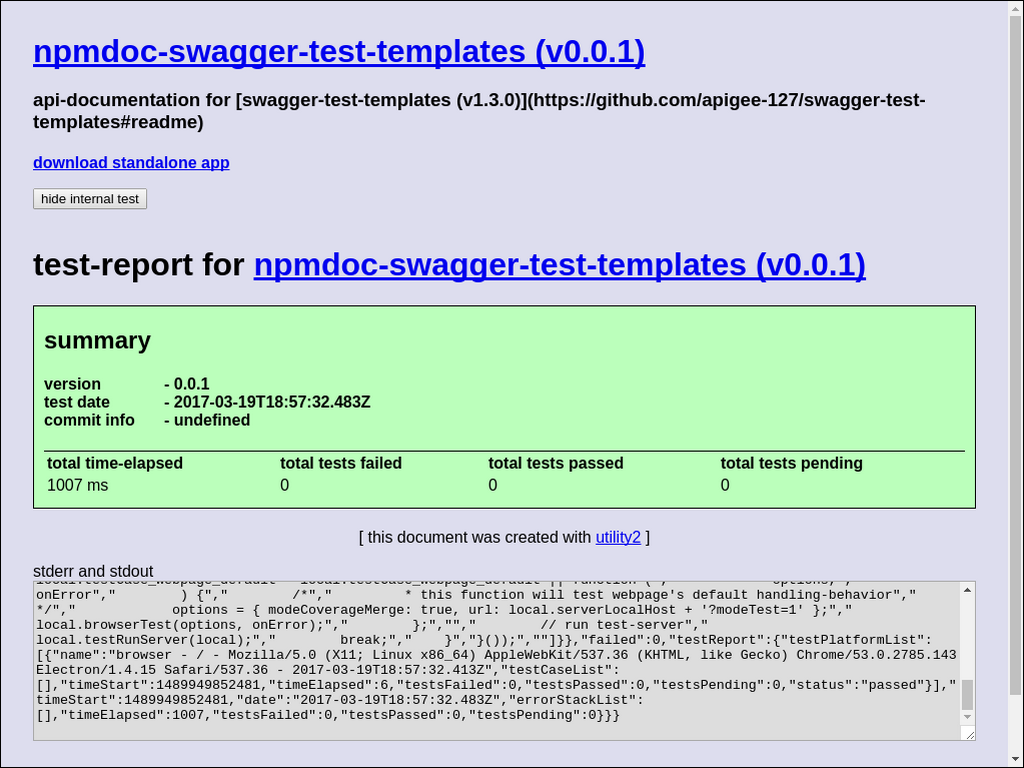 npmdoc-swagger-test-templates (v0.0.1)
api-documentation for [swagger-test-templates (v1.3.0)](https://github.com/apigee-127/swagger-test-
templates#readme)
download standalone app
hide internal test
test-report for npmdoc-swagger-test-templates (v0.0.1)
summary
version - 0.0.1
test date - 2017-03-19T18:57:32.483Z
commit info - undefined
total time-elapsed total tests failed total tests passed total tests pending
1007 ms 0 0 0
[ this document was created with utility2 ]
stderr and stdout
local.testCase_webpage_default = local.testCase_webpage_default || function (","            options,","
onError","        ) {","        /*","         * this function will test webpage's default handling-behavior","
*/","            options = { modeCoverageMerge: true, url: local.serverLocalHost + '?modeTest=1' };","
local.browserTest(options, onError);","        };","","        // run test-server","
local.testRunServer(local);","        break;","    }","}());",""]}},"failed":0,"testReport":{"testPlatformList":
[{"name":"browser - / - Mozilla/5.0 (X11; Linux x86_64) AppleWebKit/537.36 (KHTML, like Gecko) Chrome/53.0.2785.143
Electron/1.4.15 Safari/537.36 - 2017-03-19T18:57:32.413Z","testCaseList":
[],"timeStart":1489949852481,"timeElapsed":6,"testsFailed":0,"testsPassed":0,"testsPending":0,"status":"passed"}],"
timeStart":1489949852481,"date":"2017-03-19T18:57:32.483Z","errorStackList":
[],"timeElapsed":1007,"testsFailed":0,"testsPassed":0,"testsPending":0}}}